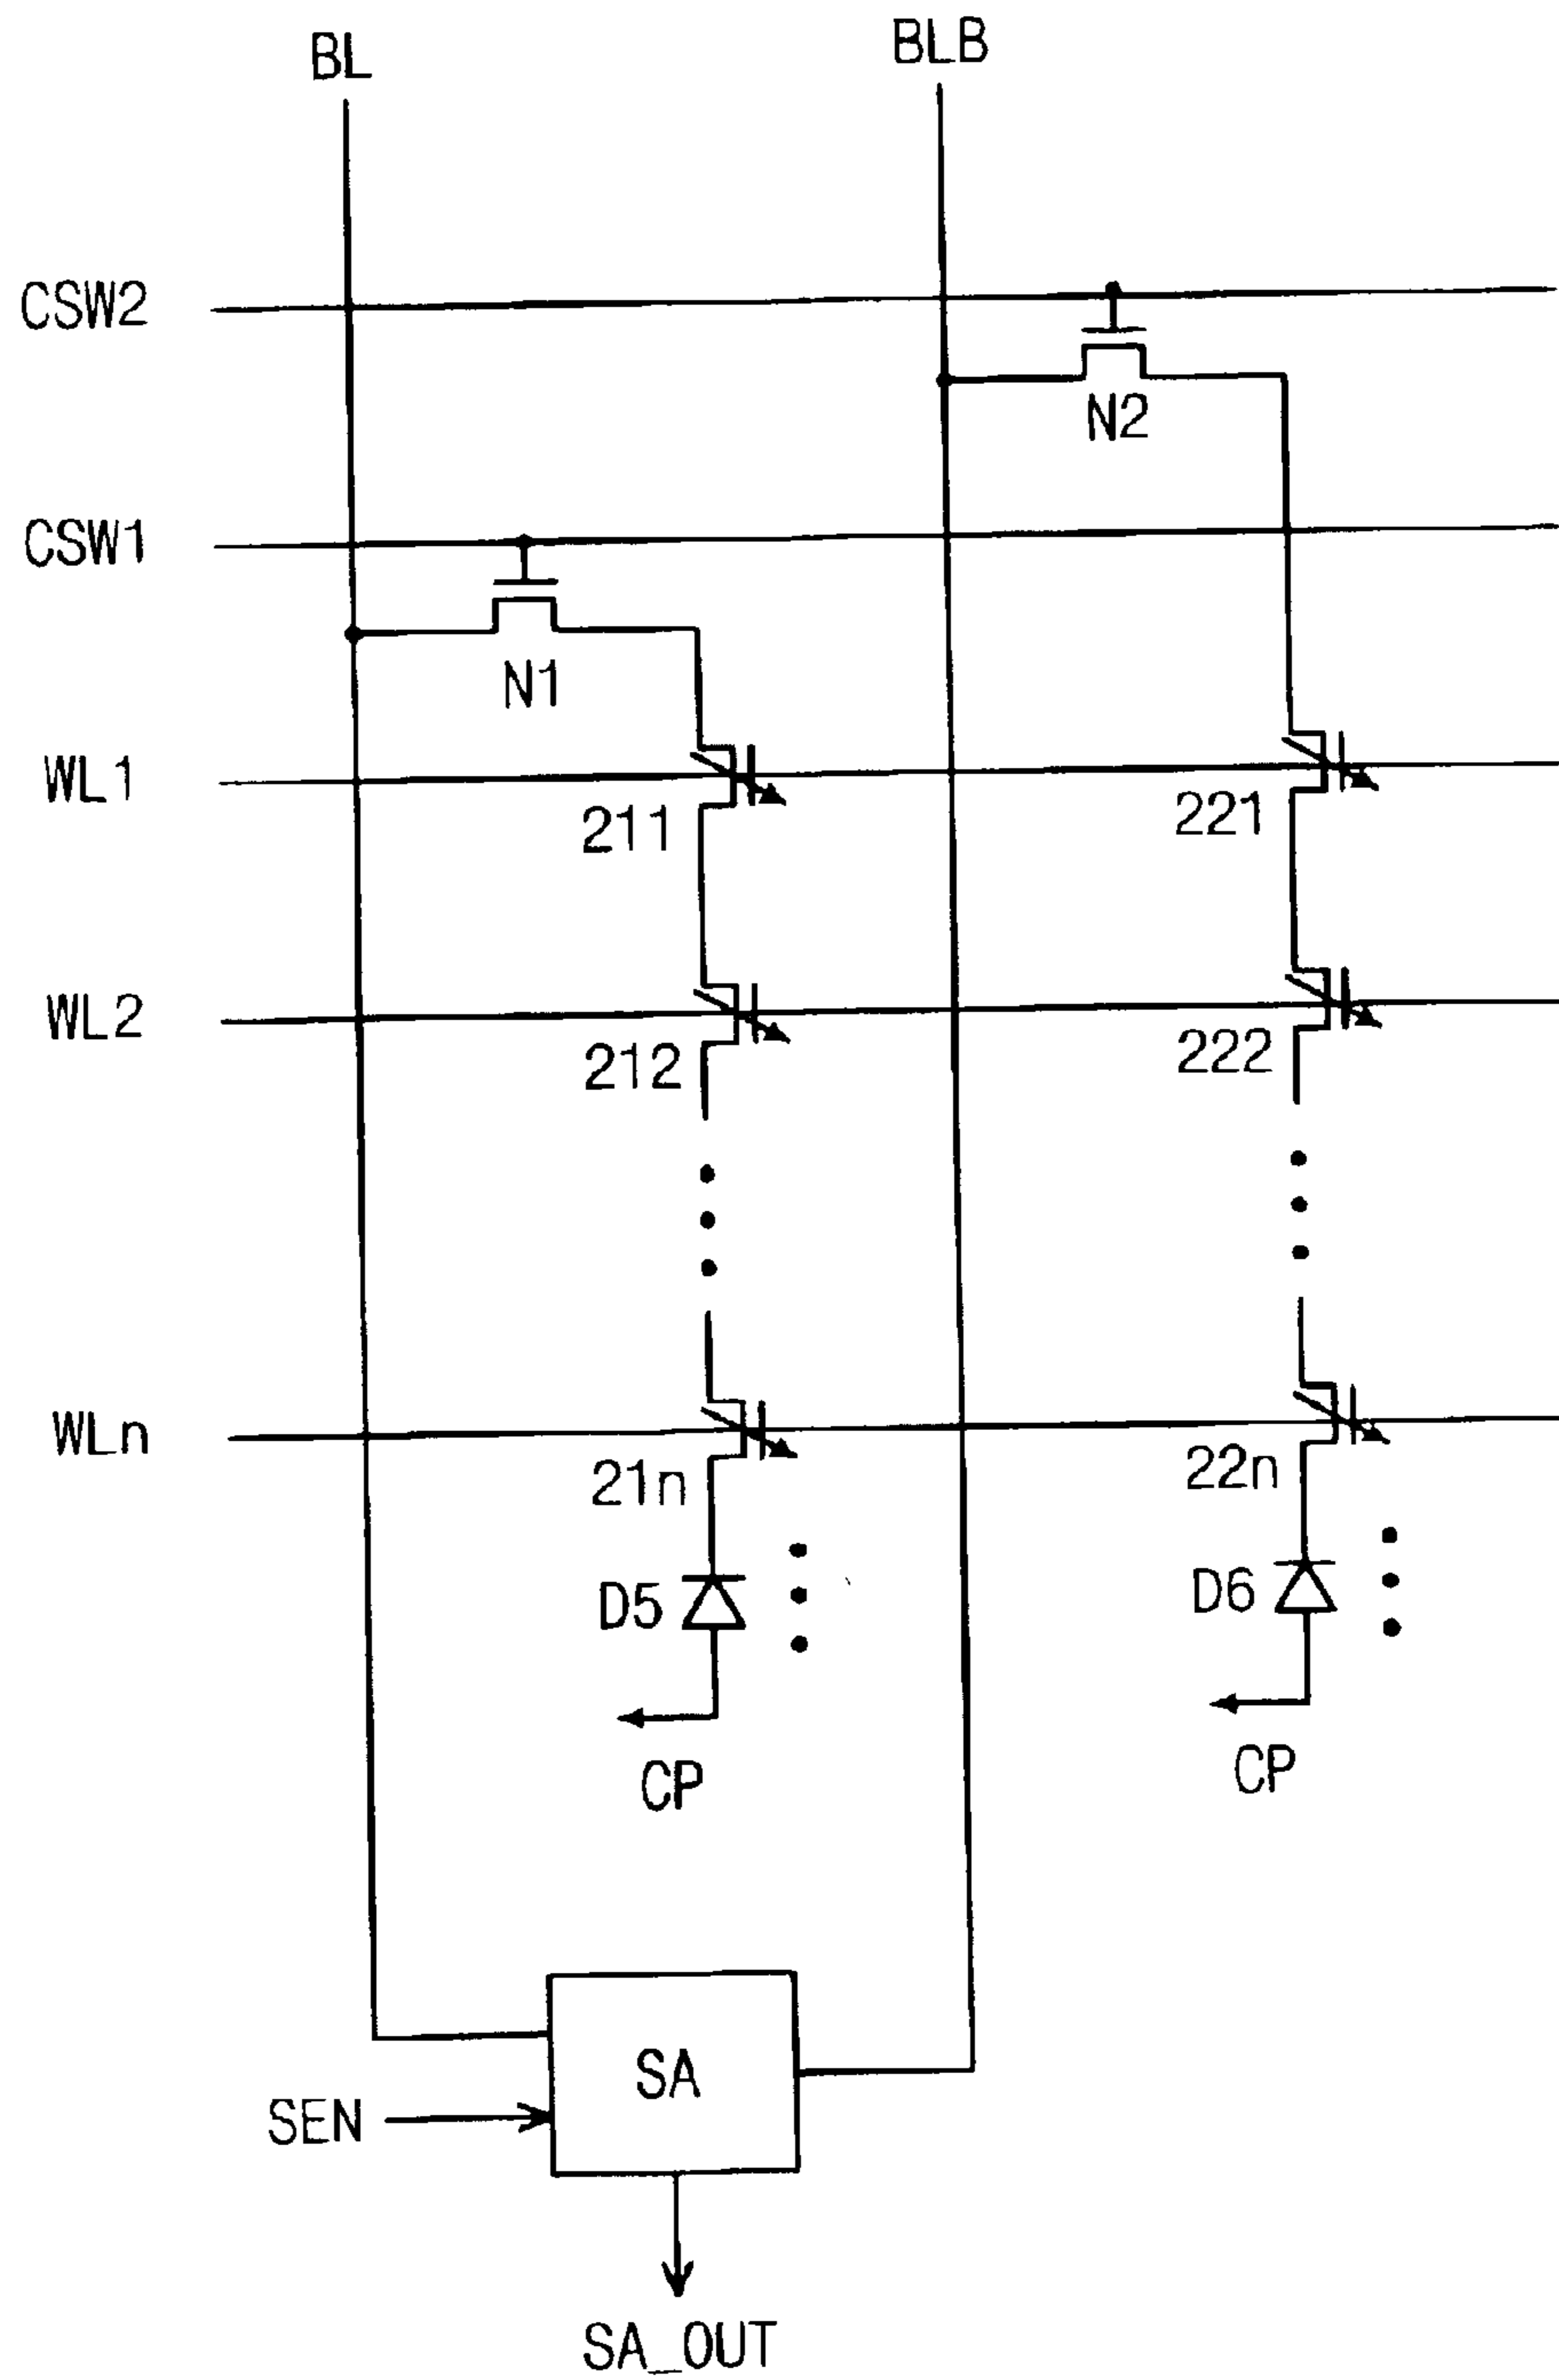 BL
BLB
CSW2
N2
CSW1
N1
WL1
211
221
WL2
212
222
WLn
21n
22n
D5
D6
CP
CP
SA
SEN
SA_OUT